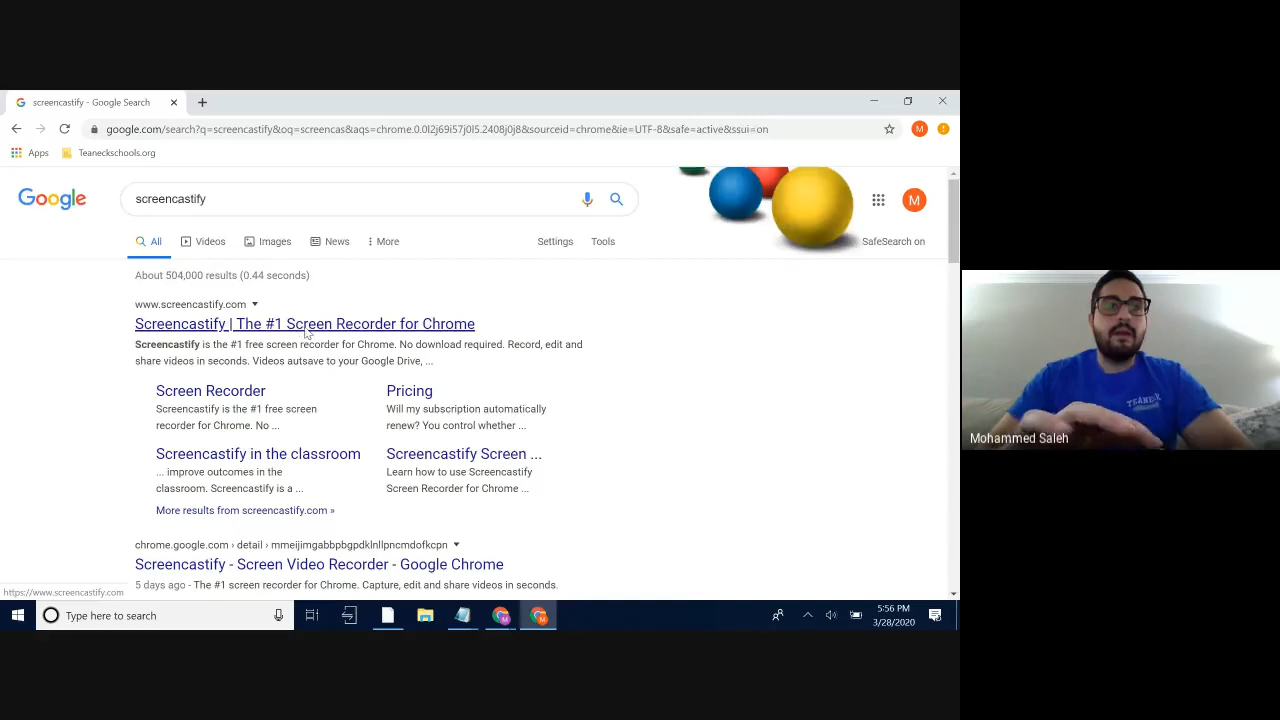 screencastify - Google Search
google.com/search?q=screencastify&oq=screencas&aqs=chrome.0.0l2j69i57j0l5.2408j0j8&sourceid=chrome&ie=UTF-8&safe=active&ssui=on
M
Apps
Teaneckschools.org
Google
screencastify
M
All
Videos
Images
News
More
Settings
Tools
SafeSearch on
About 504,000 results (0.44 seconds)
www.screencastify.com
Screencastify | The #1 Screen Recorder for Chrome
Screencastify is the #1 free screen recorder for Chrome. No download required. Record, edit and
share videos in seconds. Videos autsave to your Google Drive, ...
Screen Recorder
Screencastify is the #1 free screen
recorder for Chrome. No ...
Pricing
Will my subscription automatically
renew? You control whether ...
Screencastify in the classroom
... improve outcomes in the
classroom. Screencastify is a ...
Screencastify Screen ...
Learn how to use Screencastify
Screen Recorder for Chrome ...
More results from screencastify.com »
chrome.google.com › detail › mmeijimgabbpbgpdklnllpncmdofkcpn
Screencastify - Screen Video Recorder - Google Chrome
5 days ago - The #1 screen recorder for Chrome. Capture, edit and share videos in seconds.
https://www.screencastify.com
Type here to search
5:56 PM
3/28/2020
Mohammed Saleh